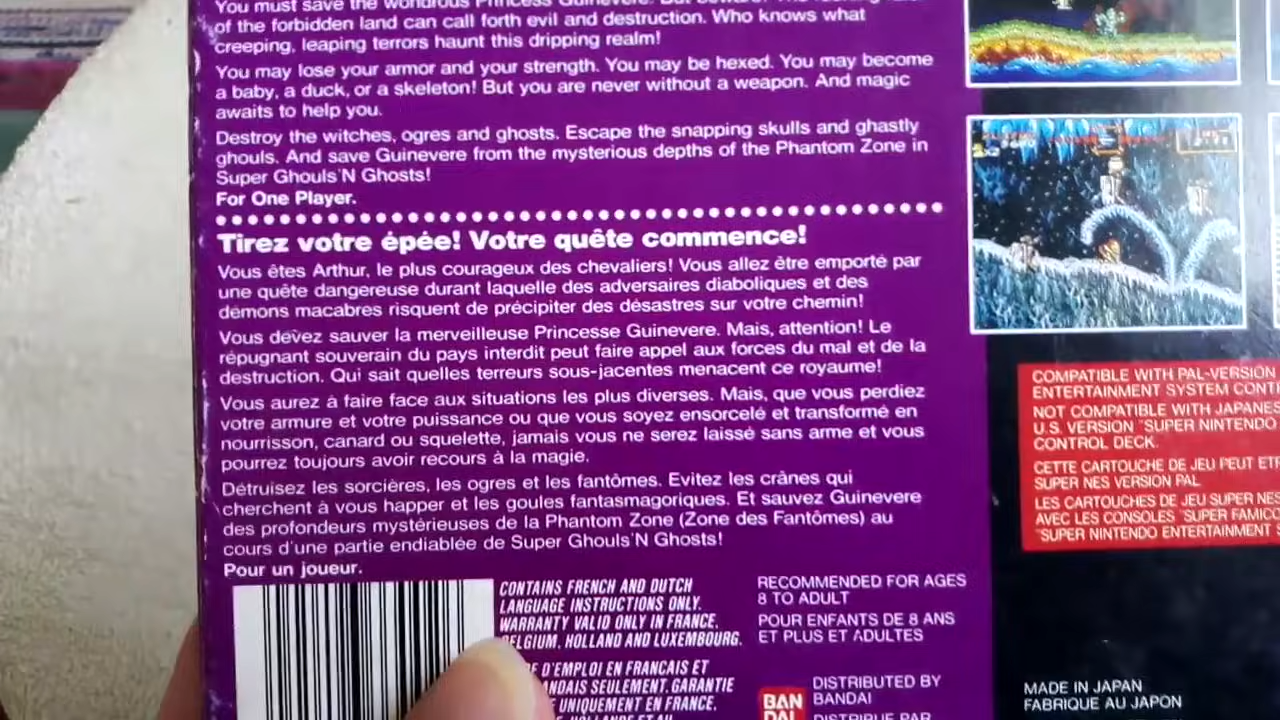 You must save the wondrous Princess Guinevere. But beware! The
of the forbidden land can call forth evil and destruction. Who knows what
creeping, leaping terrors haunt this dripping realm!
You may lose your armor and your strength. You may be hexed. You may become
a baby, a duck, or a skeleton! But you are never without a weapon. And magic
awaits to help you.
Destroy the witches, ogres and ghosts. Escape the snapping skulls and ghastly
ghouls. And save Guinevere from the mysterious depths of the Phantom Zone in
Super Ghouls'N Ghosts!
For One Player.
Tirez votre épée! Votre quête commence!
Vous êtes Arthur, le plus courageux des chevaliers! Vous allez être emporté par
une quête dangereuse durant laquelle des adversaires diaboliques et des
démons macabres risquent de précipiter des désastres sur votre chemin!
Vous devez sauver la merveilleuse Princesse Guinevere. Mais, attention! Le
répugnant souverain du pays interdit peut faire appel aux forces du mal et de la
destruction. Qui sait quelles terreurs sous-jacentes menacent ce royaume!
Vous aurez à faire face aux situations les plus diverses. Mais, que vous perdiez
votre armure et votre puissance ou que vous soyez ensorcelé et transformé en
nourrisson, canard ou squelette, jamais vous ne serez laissé sans arme et vous
pourrez toujours avoir recours à la magie.
Détruisez les sorcières, les ogres et les fantômes. Evitez les crânes qui
cherchent à vous happer et les goules fantasmagoriques. Et sauvez Guinevere
des profondeurs mystérieuses de la Phantom Zone (Zone des Fantômes) au
cours d'une partie endiablée de Super Ghouls'N Ghosts!
Pour un joueur.
CONTAINS FRENCH AND DUTCH
LANGUAGE INSTRUCTIONS ONLY.
WARRANTY VALID ONLY IN FRANCE,
BELGIUM, HOLLAND AND LUXEMBOURG.
D'EMPLOI EN FRANCAIS ET
NDAIS SEULEMENT. GARANTIE
UNIQUEMENT EN FRANCE,
RECOMMENDED FOR AGES
8 TO ADULT
POUR ENFANTS DE 8 ANS
ET PLUS ET ADULTES
BAN
DAI
DISTRIBUTED BY
BANDAI
DISTRIBUE PAR
COMPATIBLE WITH PAL-VERSION
ENTERTAINMENT SYSTEM CONT
NOT COMPATIBLE WITH JAPANES
U.S. VERSION "SUPER NINTENDO
CONTROL DECK.
CETTE CARTOUCHE DE JEU PEUT ETR
SUPER NES VERSION PAL
LES CARTOUCHES DE JEU SUPER NES
AVEC LES CONSOLES "SUPER FAMICO
"SUPER NINTENDO ENTERTAINMENT S
MADE IN JAPAN
FABRIQUE AU JAPON